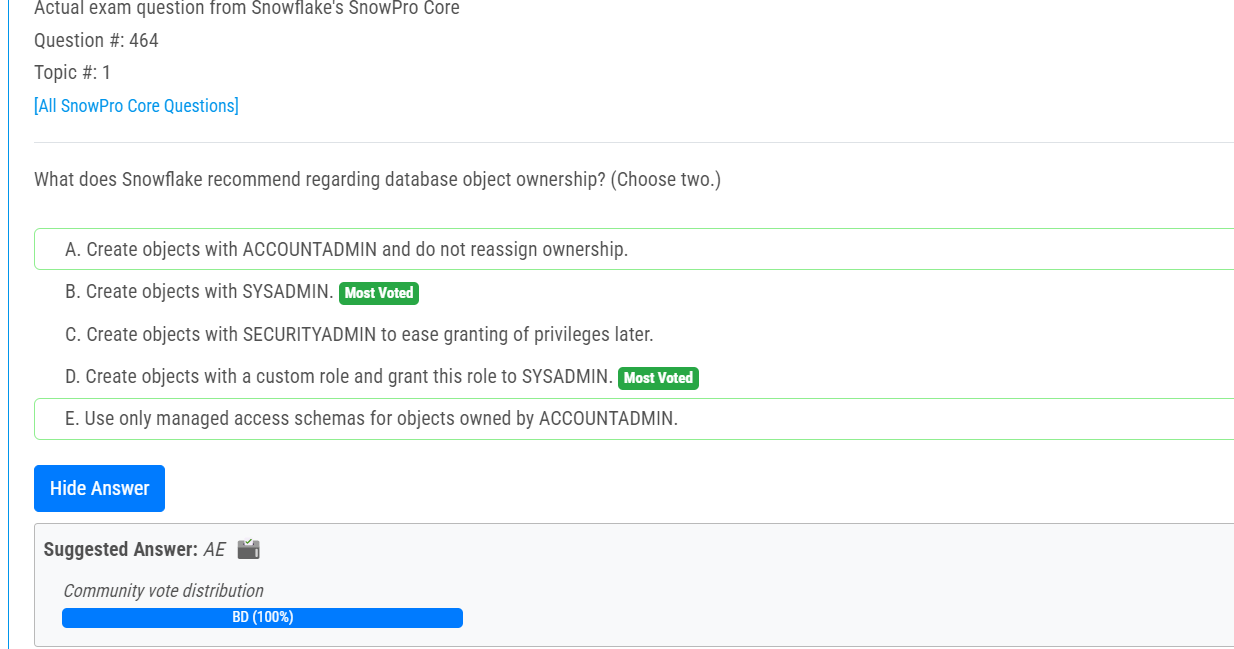 Actual exam question from Snowflake's SnowPro Core
Question #: 464
Topic #: 1
[All SnowPro Core Questions]
What does Snowflake recommend regarding database object ownership? (Choose two.)
A. Create objects with ACCOUNTADMIN and do not reassign ownership.
B. Create objects with SYSADMIN. Most Voted
C. Create objects with SECURITYADMIN to ease granting of privileges later.
D. Create objects with a custom role and grant this role to SYSADMIN. Most Voted
E. Use only managed access schemas for objects owned by ACCOUNTADMIN.
Hide Answer
Suggested Answer: AE
Community vote distribution
BD (100%)